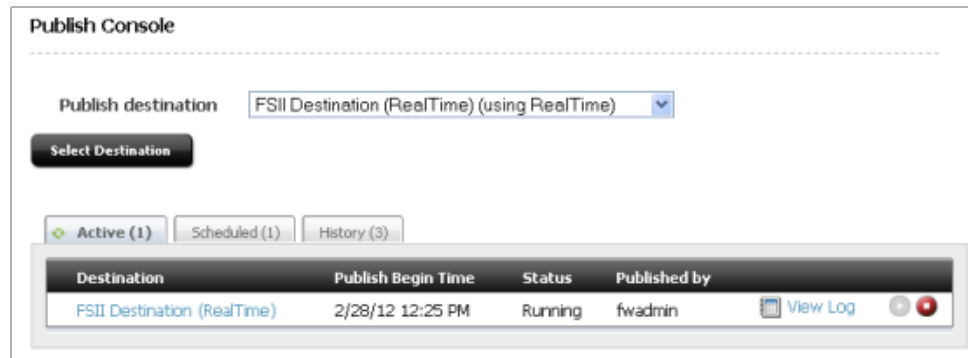 Publish Console
Publish destination FSII Destination (RealTime) (using RealTime)
Select Destination
Active (1) Scheduled (1) History (3)
Destination Publish Begin Time Status Published by
FSII Destination (RealTime) 2/28/12 12:25 PM Running fwadmin View Log